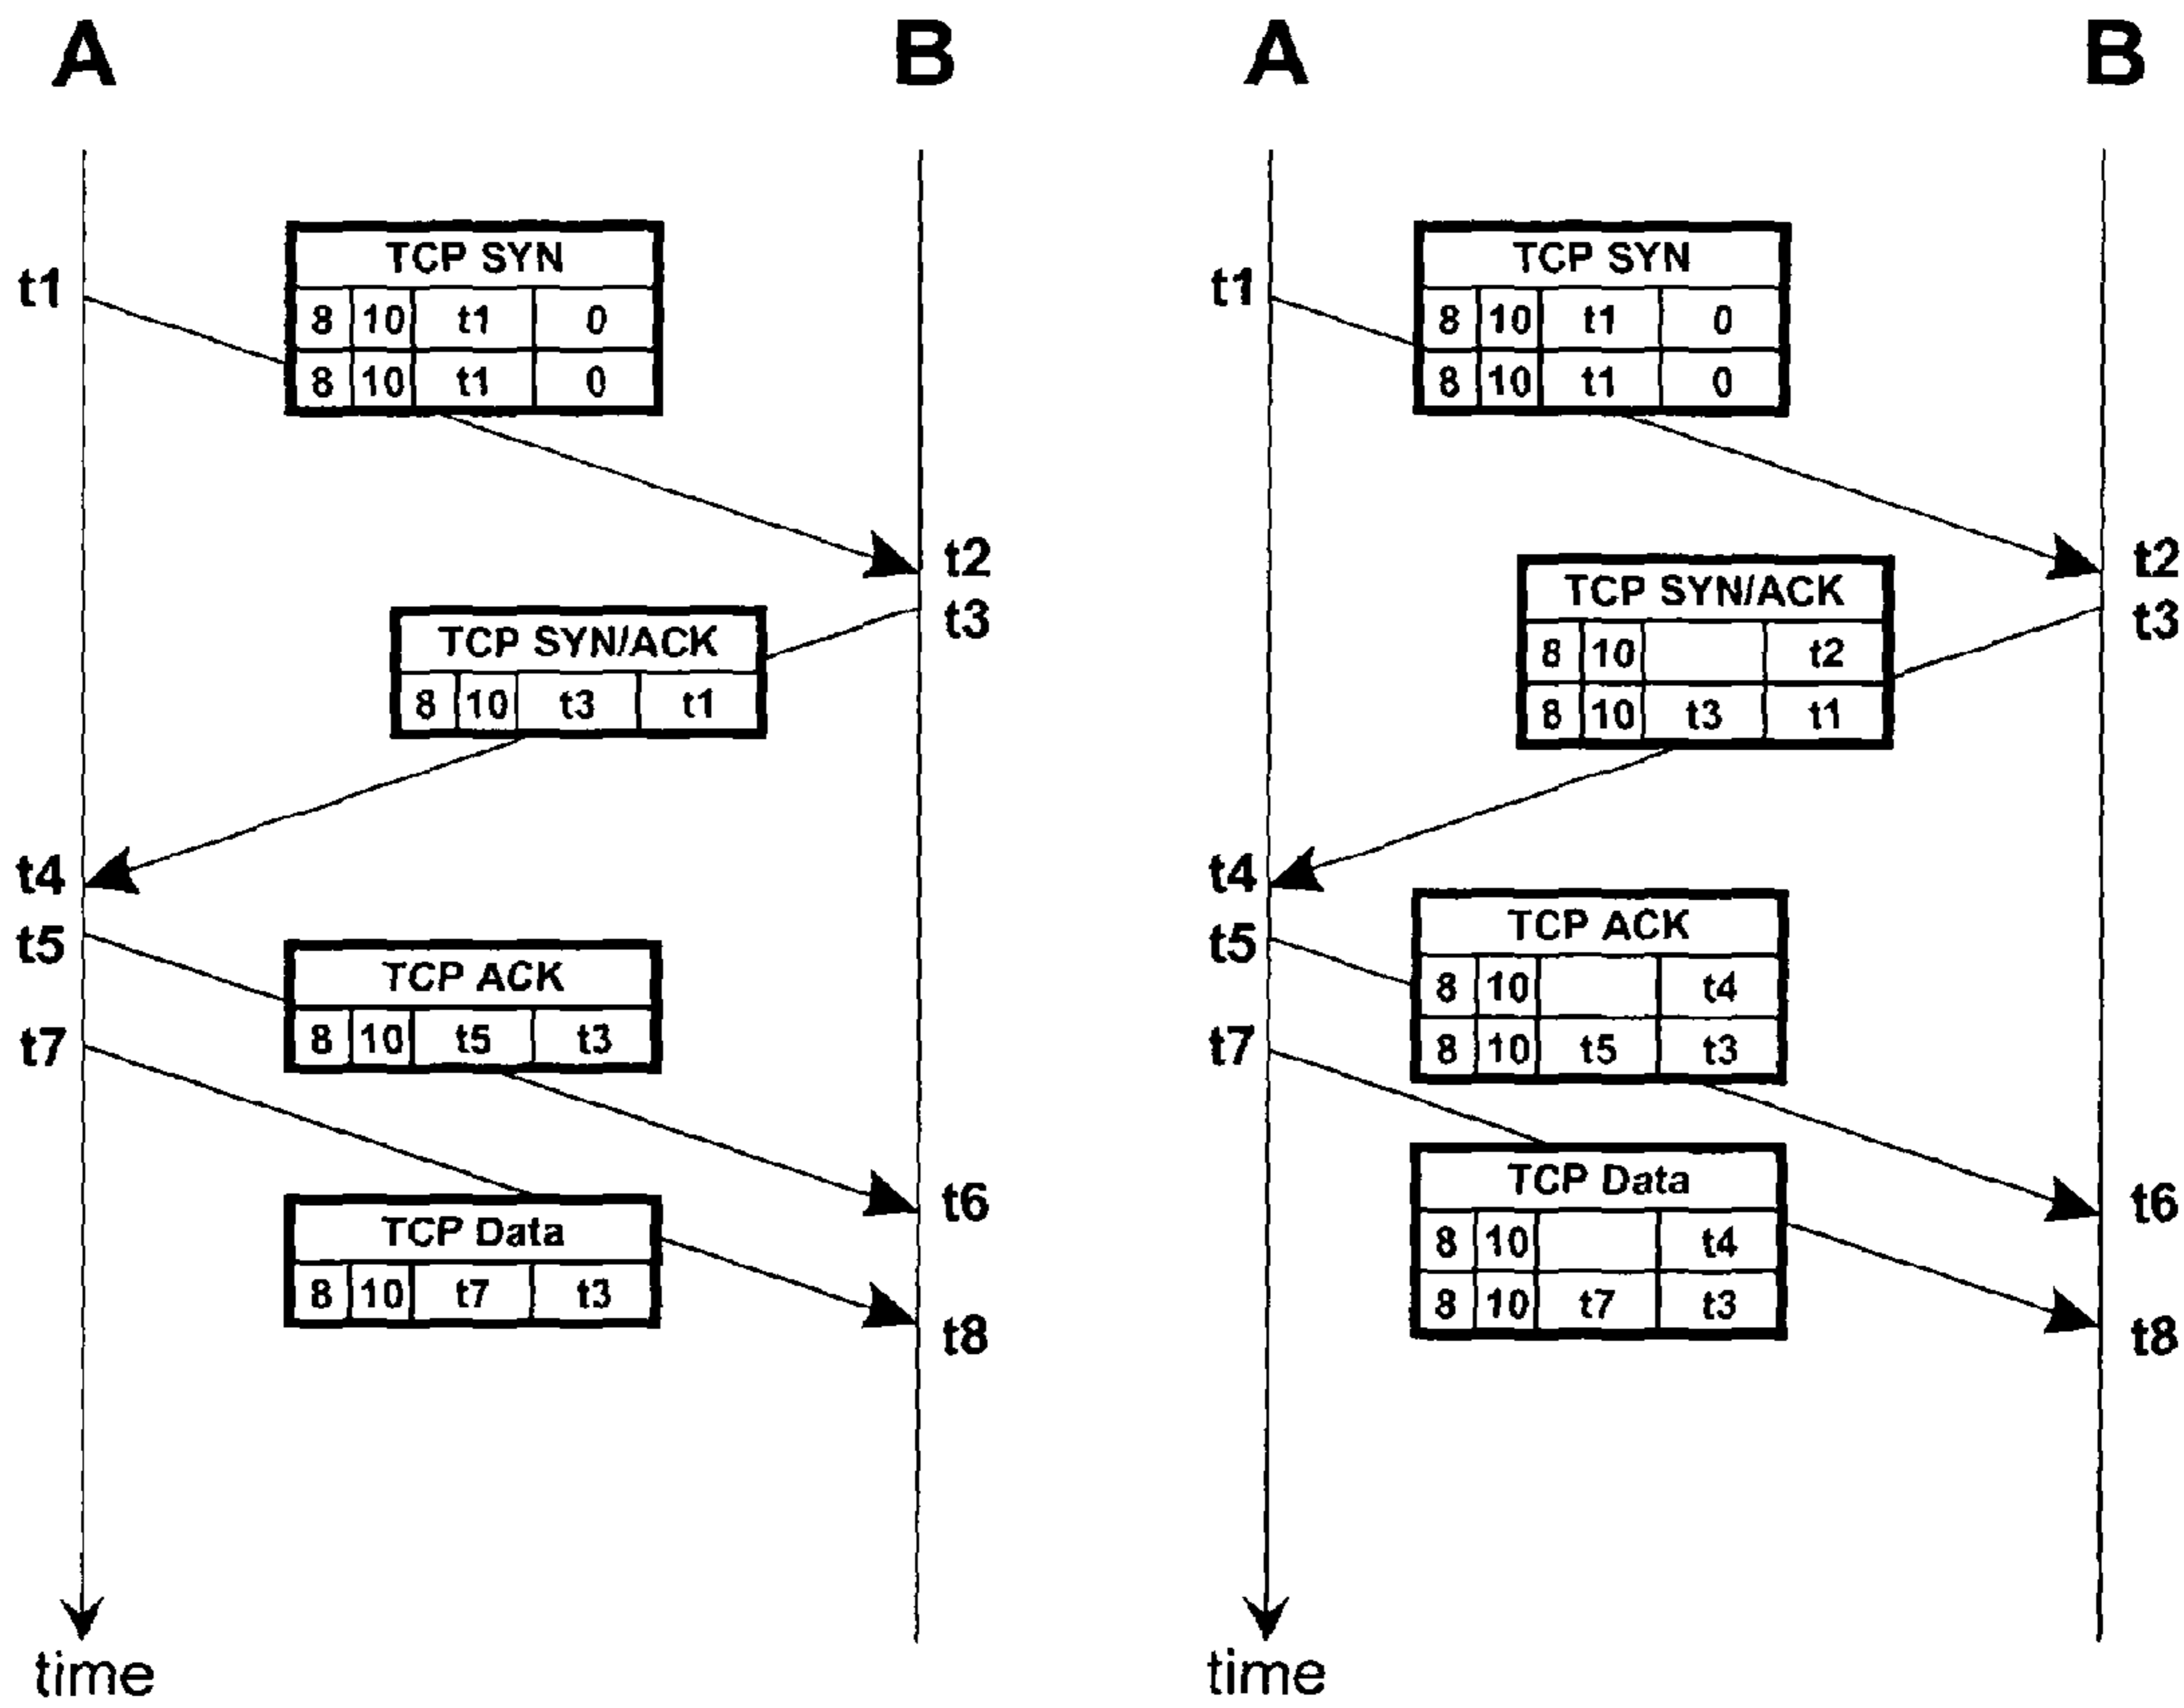 A B
t1
TCP SYN
8 10 t1 0
8 10 t1 0
t2
t3
TCP SYN/ACK
8 10 t3 t1
t4
t5
TCP ACK
8 10 t5 t3
t7
t6
TCP Data
8 10 t7 t3
t8
time
A B
t1
TCP SYN
8 10 t1 0
8 10 t1 0
t2
TCP SYN/ACK
t3
8 10 t2
8 10 t3 t1
t4
TCP ACK
t5
8 10 t4
8 10 t5 t3
t7
TCP Data
t6
8 10 t4
8 10 t7 t3
t8
time